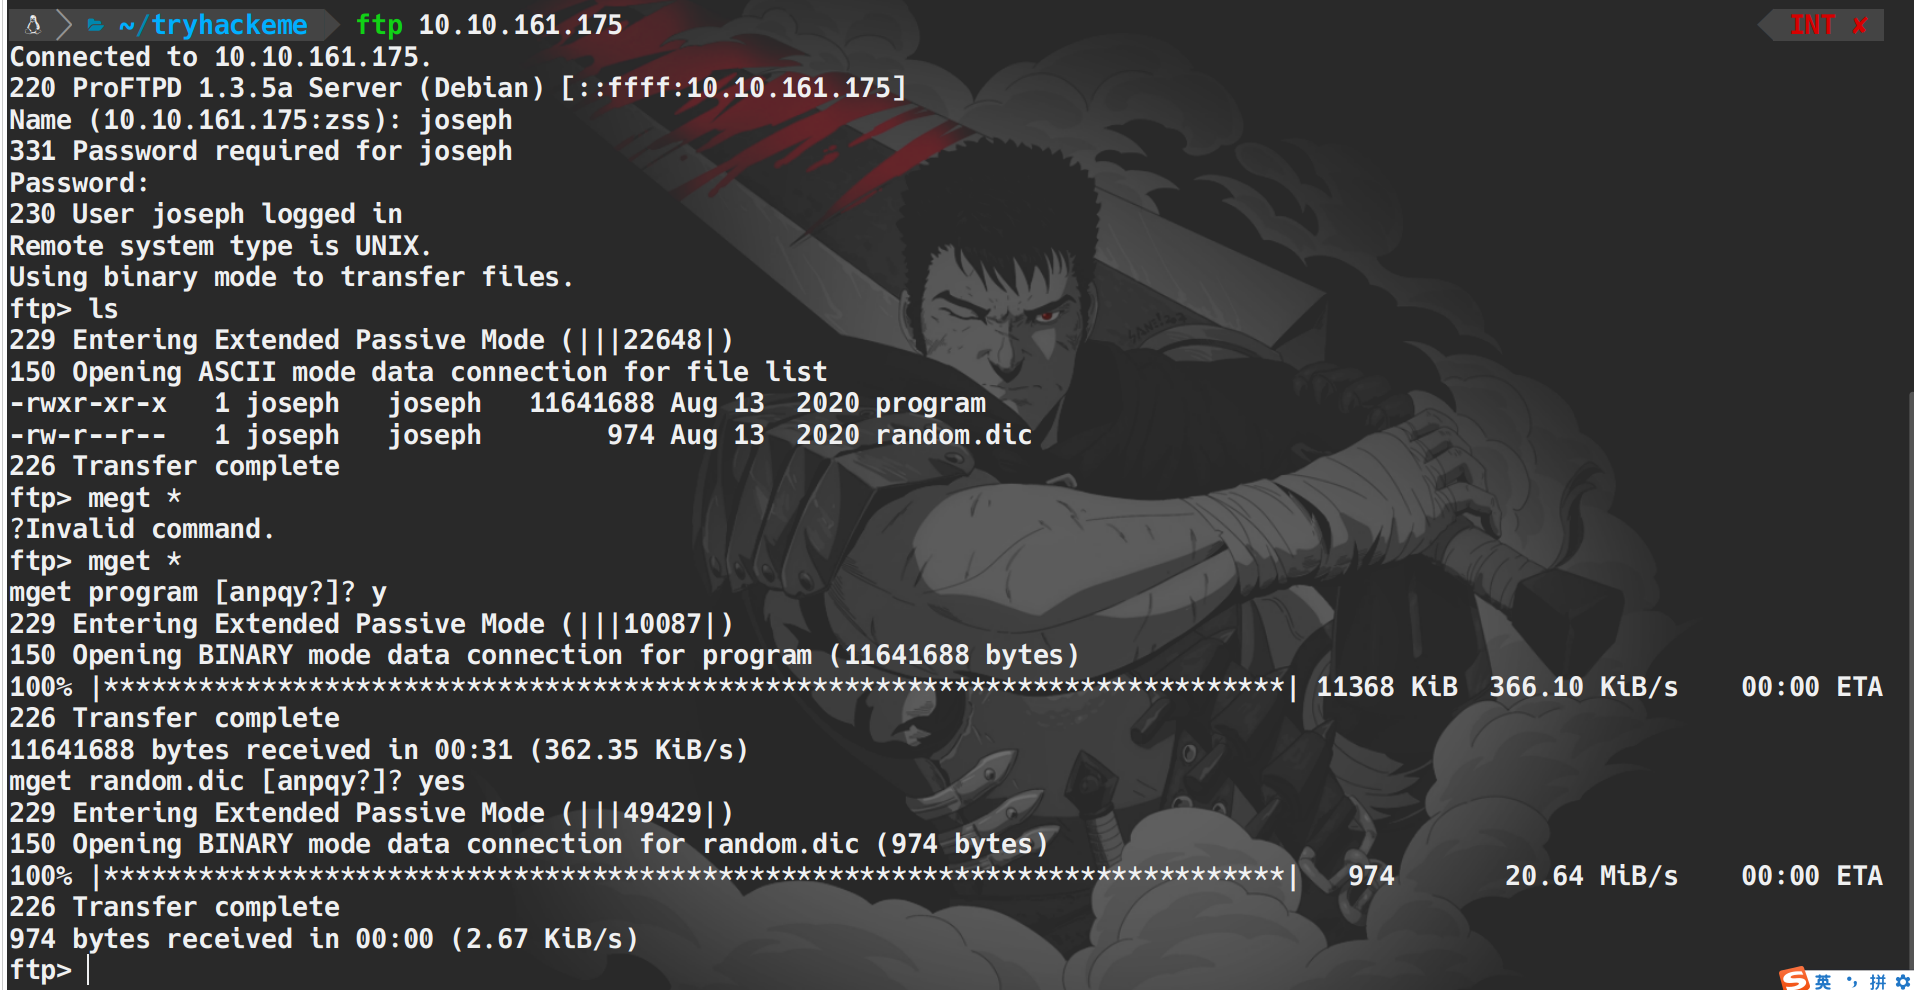 ~/tryhackeme ftp 10.10.161.175 INT ✘
Connected to 10.10.161.175.
220 ProFTPD 1.3.5a Server (Debian) [::ffff:10.10.161.175]
Name (10.10.161.175:zss): joseph
331 Password required for joseph
Password:
230 User joseph logged in
Remote system type is UNIX.
Using binary mode to transfer files.
ftp> ls
229 Entering Extended Passive Mode (|||22648|)
150 Opening ASCII mode data connection for file list
-rwxr-xr-x   1 joseph   joseph   11641688 Aug 13  2020 program
-rw-r--r--   1 joseph   joseph        974 Aug 13  2020 random.dic
226 Transfer complete
ftp> megt *
?Invalid command.
ftp> mget *
mget program [anpqy?]? y
229 Entering Extended Passive Mode (|||10087|)
150 Opening BINARY mode data connection for program (11641688 bytes)
100% |***************************************************************************| 11368 KiB  366.10 KiB/s    00:00 ETA
226 Transfer complete
11641688 bytes received in 00:31 (362.35 KiB/s)
mget random.dic [anpqy?]? yes
229 Entering Extended Passive Mode (|||49429|)
150 Opening BINARY mode data connection for random.dic (974 bytes)
100% |***************************************************************************|   974       20.64 MiB/s    00:00 ETA
226 Transfer complete
974 bytes received in 00:00 (2.67 KiB/s)
ftp>
S 英 拼